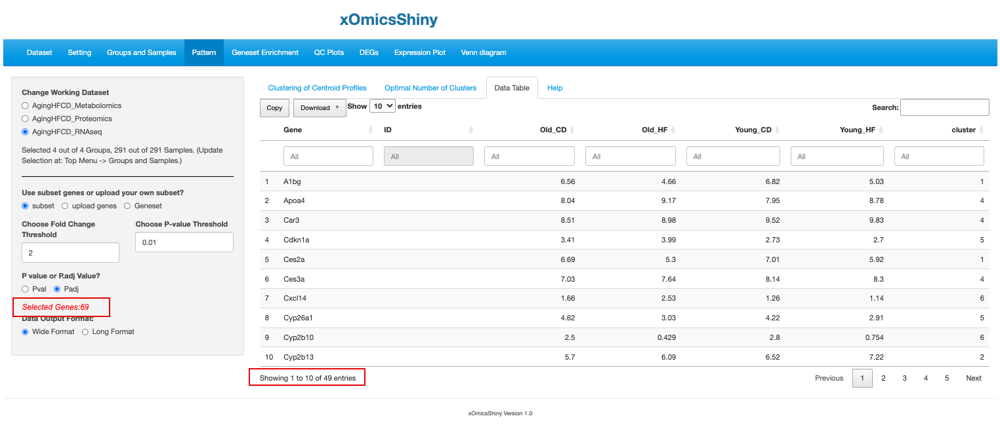 xOmicsShiny
Dataset Setting Groups and Samples Pattern Geneset Enrichment QC Plots DEGs Expression Plot Venn diagram
Change Working Dataset
AgingHFCD_Metabolomics
AgingHFCD_Proteomics
AgingHFCD_RNAseq
Selected 4 out of 4 Groups, 291 out of 291 Samples. (Update
Selection at: Top Menu -> Groups and Samples.)
Use subset genes or upload your own subset?
subset upload genes Geneset
Choose Fold Change
Threshold
2
Choose P-value Threshold
0.01
P value or P.adj Value?
Pval Padj
Selected Genes:69
Data Output Format:
Wide Format Long Format
Clustering of Centroid Profiles Optimal Number of Clusters Data Table Help
Copy Download Show 10 entries Search:
Gene ID Old_CD Old_HF Young_CD Young_HF cluster
All All All All All All All
1 A1bg 6.56 4.66 6.82 5.03 1
2 Apoa4 8.04 9.17 7.95 8.78 4
3 Car3 8.51 8.98 9.52 9.83 4
4 Cdkn1a 3.41 3.99 2.73 2.7 5
5 Ces2a 6.69 5.3 7.01 5.92 1
6 Ces3a 7.03 7.64 8.14 8.3 4
7 Cxcl14 1.66 2.53 1.26 1.14 6
8 Cyp26a1 4.62 3.03 4.22 2.91 5
9 Cyp2b10 2.5 0.429 2.8 0.754 6
10 Cyp2b13 5.7 6.09 6.52 7.22 2
Showing 1 to 10 of 49 entries Previous 1 2 3 4 5 Next
xOmicsShiny Version 1.0